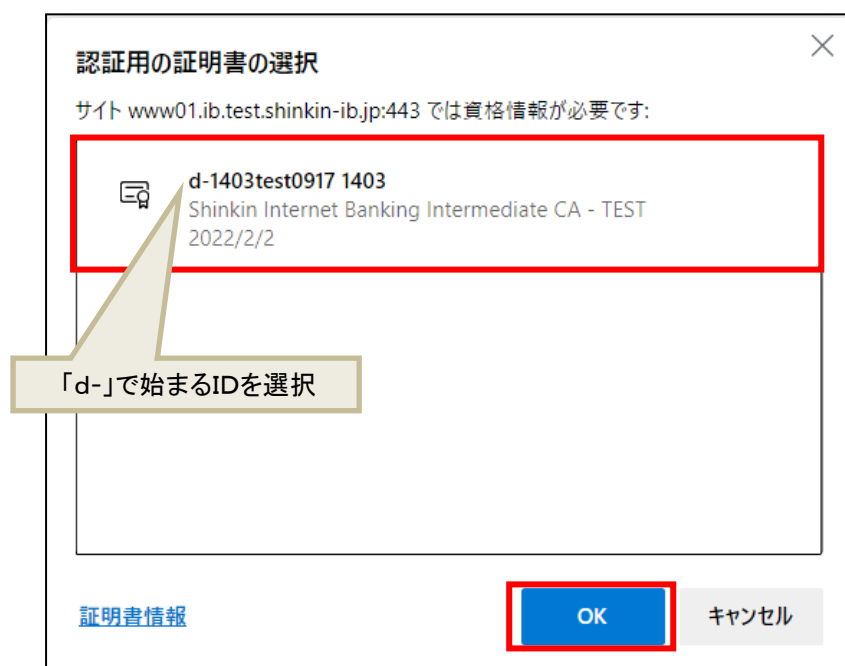 認証用の証明書の選択
サイト www01.ib.test.shinkin-ib.jp:443 では資格情報が必要です:
d-1403test0917 1403
Shinkin Internet Banking Intermediate CA - TEST
2022/2/2
「d-」で始まるIDを選択
証明書情報
OK
キャンセル